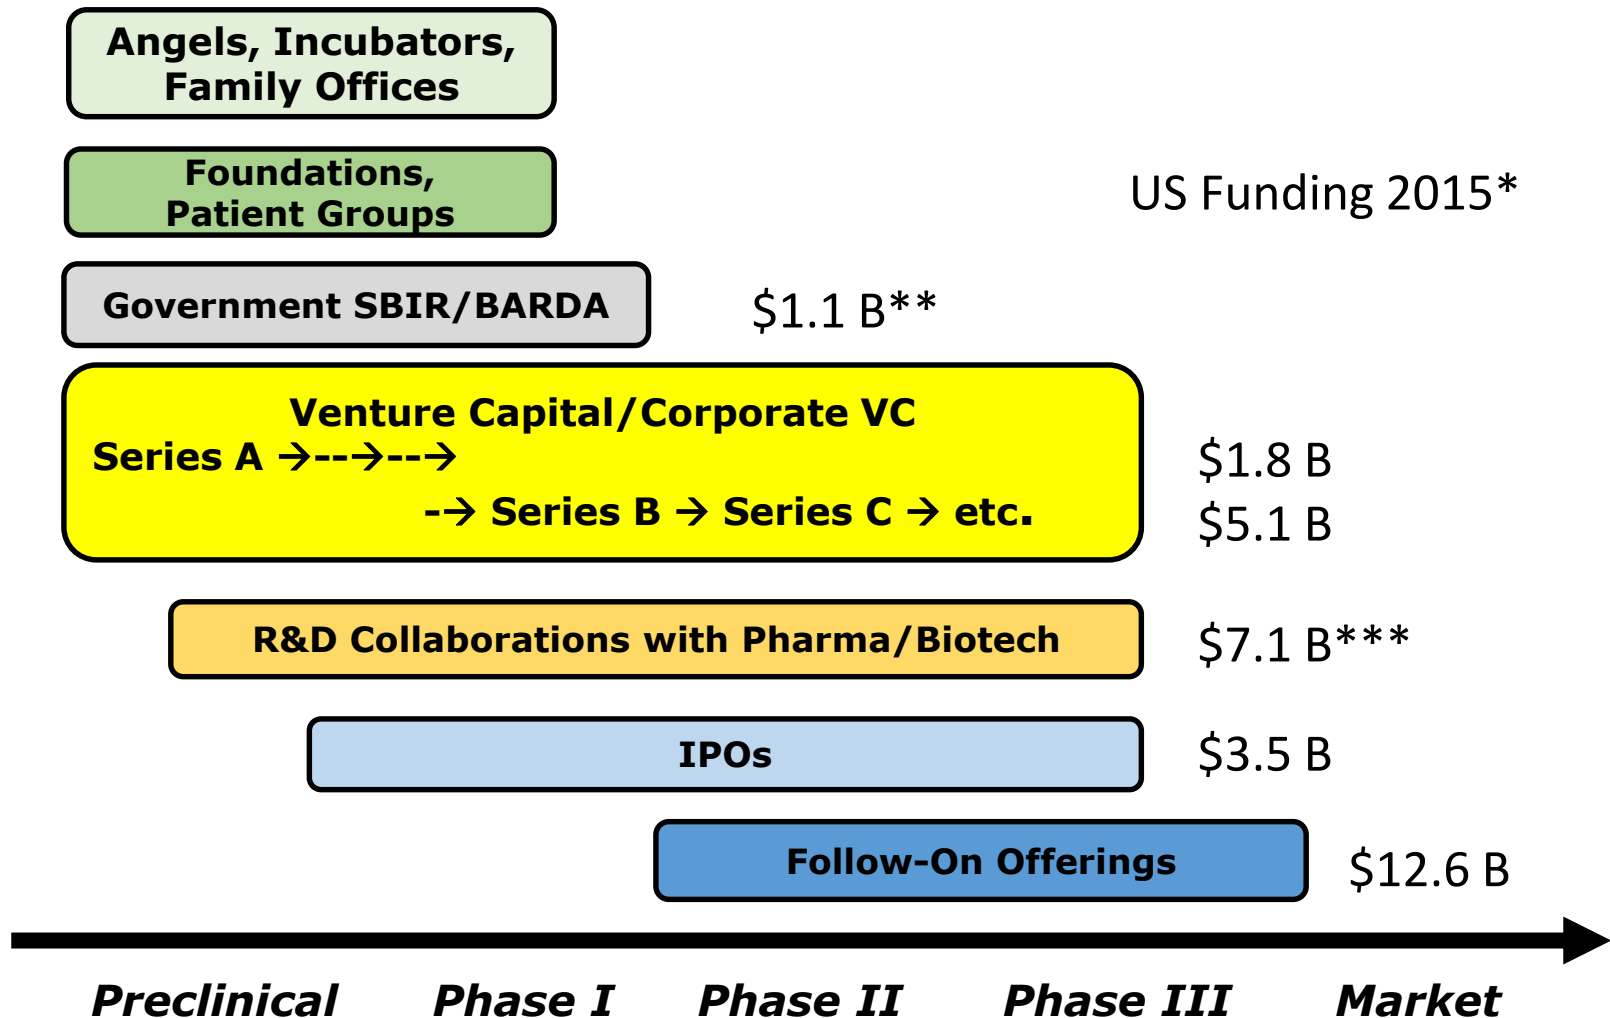 Angels, Incubators,
Family Offices
Foundations,
Patient Groups
US Funding 2015*
Government SBIR/BARDA
$1.1 B**
Venture Capital/Corporate VC
Series A →--→--→
$1.8 B
-→ Series B → Series C → etc.
$5.1 B
R&D Collaborations with Pharma/Biotech
$7.1 B***
IPOs
$3.5 B
Follow-On Offerings
$12.6 B
Preclinical
Phase I
Phase II
Phase III
Market